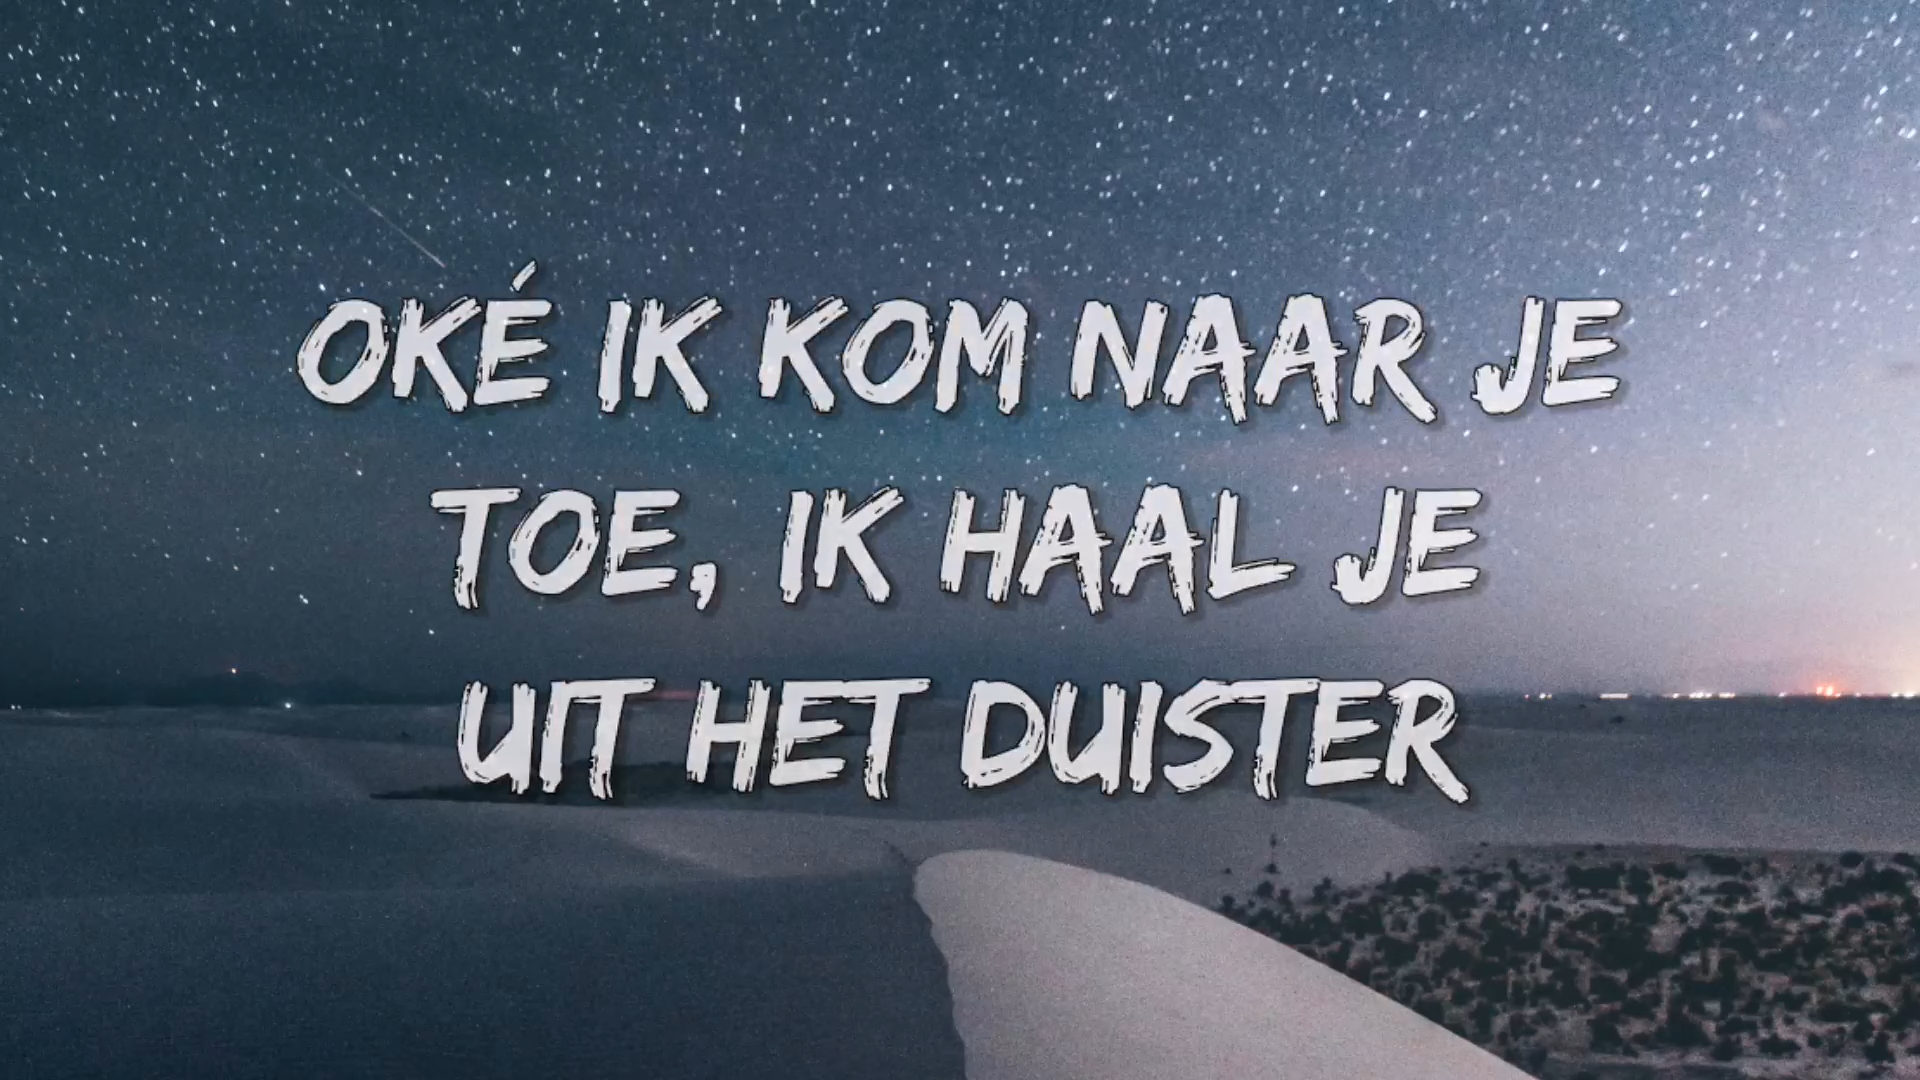 OKÉ IK KOM NAAR JE
TOE, IK HAAL JE
UIT HET DUISTER